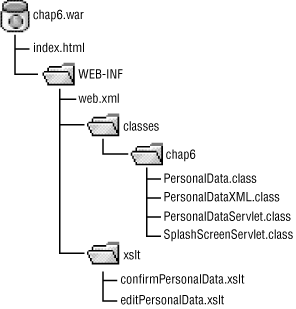 chap6.war
index.html
WEB-INF
web.xml
classes
chap6
PersonalData.class
PersonalDataXML.class
PersonalDataServlet.class
SplashScreenServlet.class
xslt
confirmPersonalData.xslt
editPersonalData.xslt